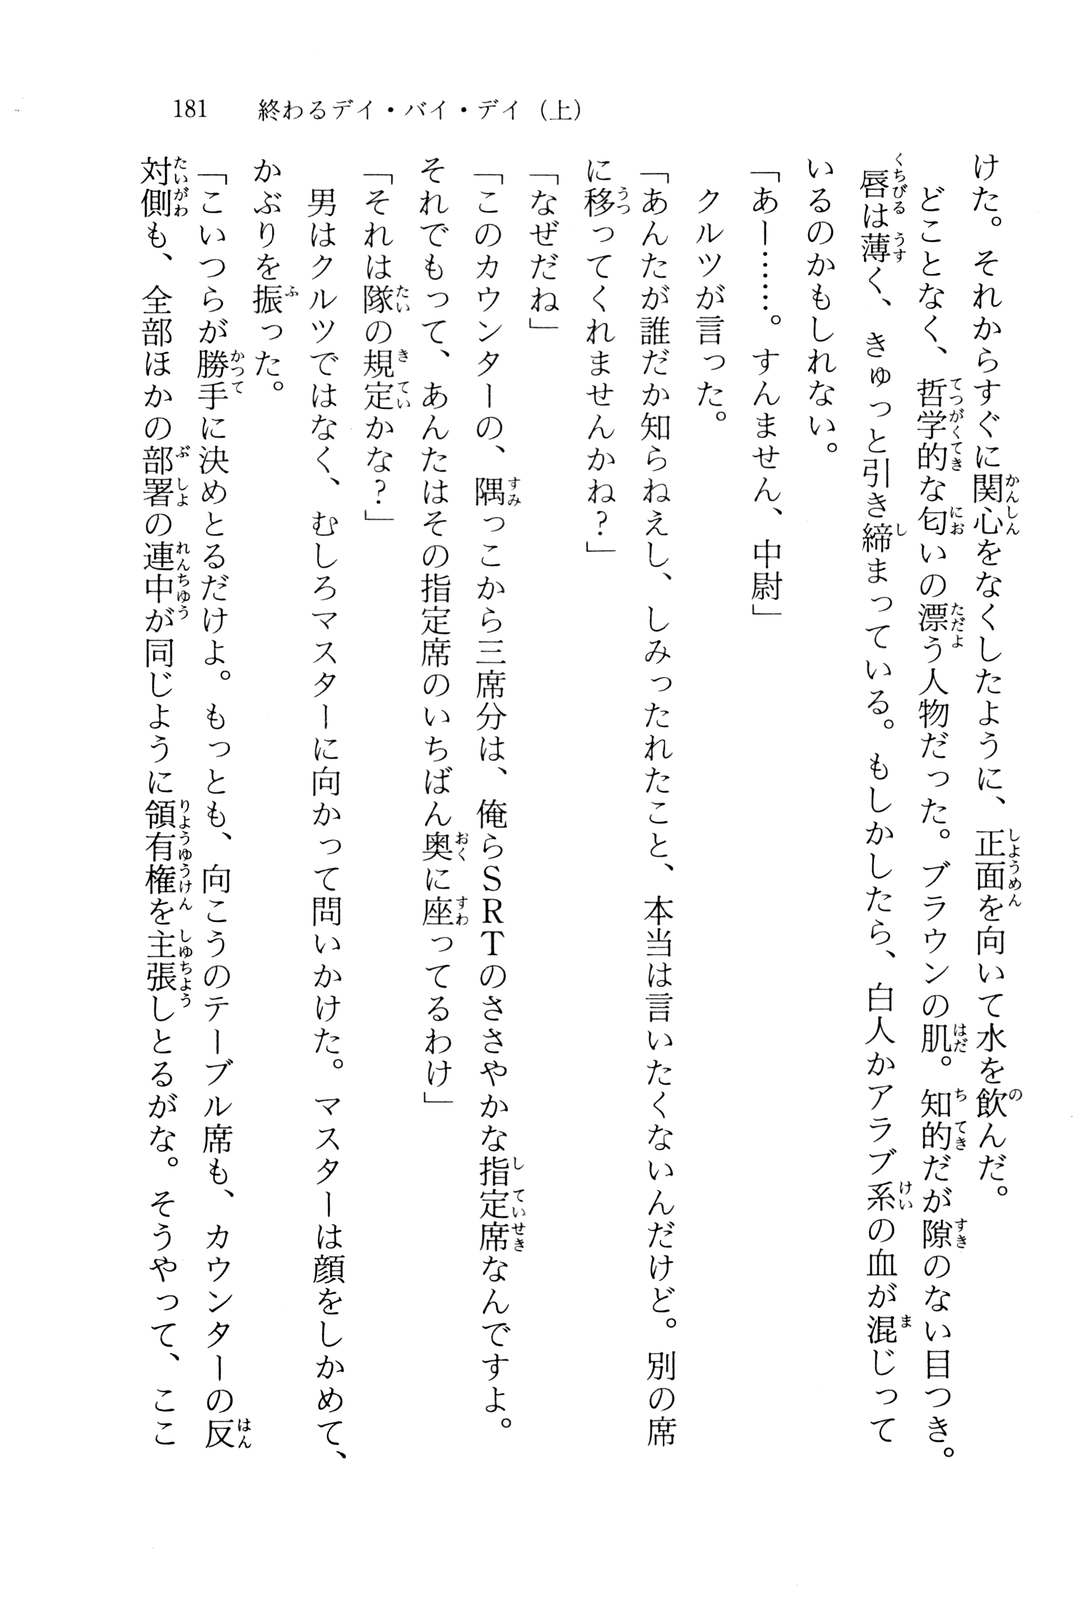 181　終わるデイ・バイ・デイ（上）
けた。それからすぐに関心をなくしたように、正面を向いて水を飲んだ。
　どことなく、哲学的な匂いの漂う人物だった。ブラウンの肌。知的だが隙のない目つき。
唇は薄く、きゅっと引き締まっている。もしかしたら、白人かアラブ系の血が混じって
いるのかもしれない。
「あー……。すんません、中尉」
　クルツが言った。
「あんたが誰だか知らねえし、しみったれたこと、本当は言いたくないんだけど。別の席
に移ってくれませんかね？」
「なぜだね」
「このカウンターの、隅っこから三席分は、俺らＳＲＴのささやかな指定席なんですよ。
それでもって、あんたはその指定席のいちばん奥に座ってるわけ」
「それは隊の規定かな？」
　男はクルツではなく、むしろマスターに向かって問いかけた。マスターは顔をしかめて、
かぶりを振った。
「こいつらが勝手に決めとるだけよ。もっとも、向こうのテーブル席も、カウンターの反
対側も、全部ほかの部署の連中が同じように領有権を主張しとるがな。そうやって、ここ